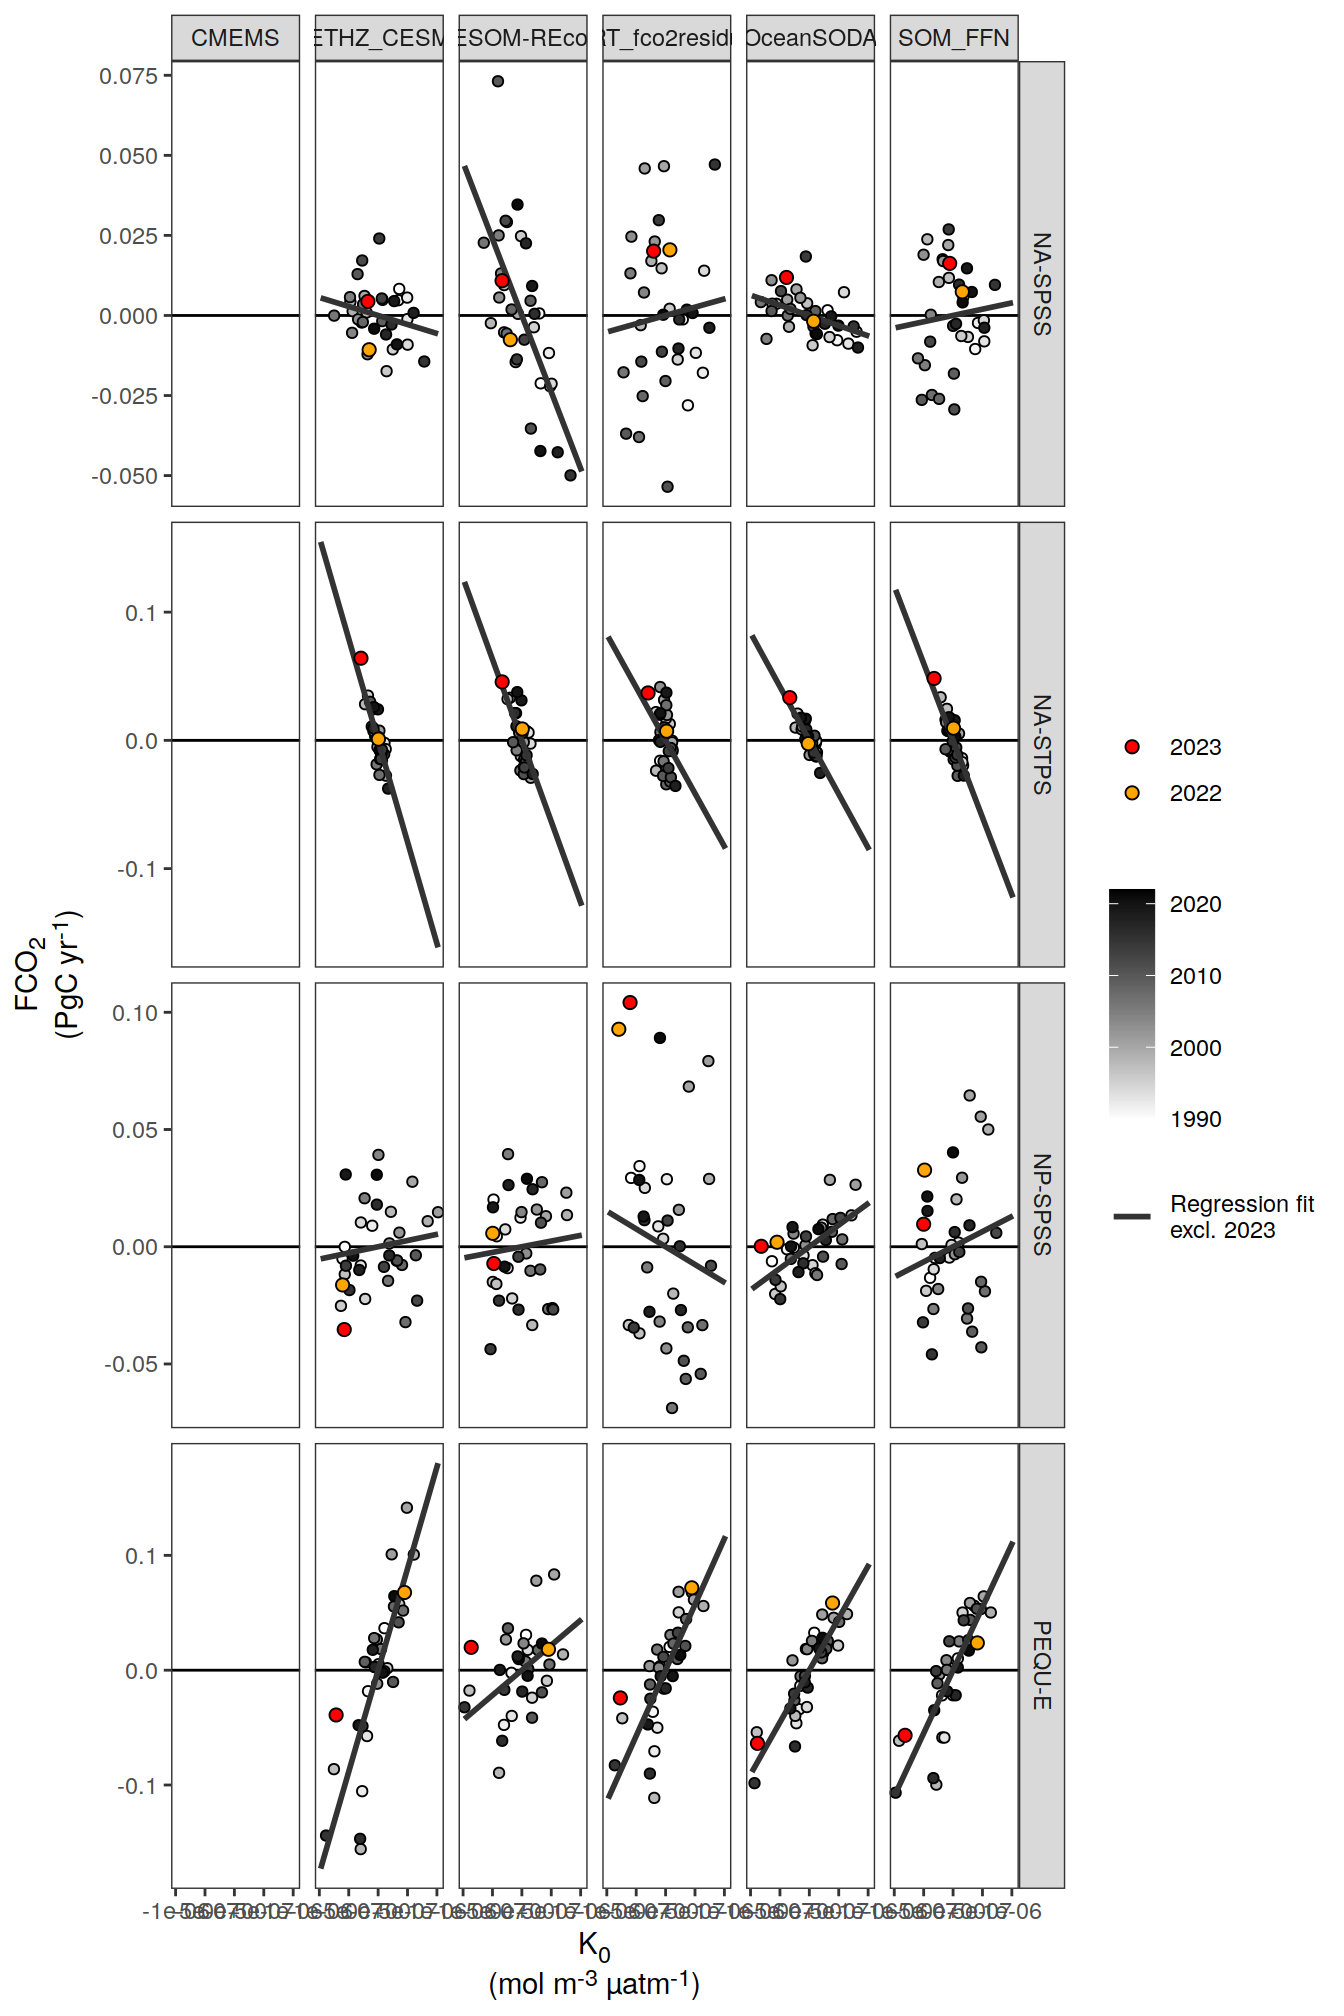 CMEMS ETHZ_CESM ESOM-REco RT_fco2residu OceanSODA SOM_FFN
0.075
0.050
0.025
0.000
-0.025
-0.050
NA-SPSS
0.1
0.0
-0.1
NA-STPS
0.10
0.05
0.00
-0.05
NP-SPSS
0.1
0.0
-0.1
PEQU-E
FCO2
(PgC yr-1)
K0
(mol m-3 µatm-1)
2023
2022
2020
2010
2000
1990
Regression fit
excl. 2023